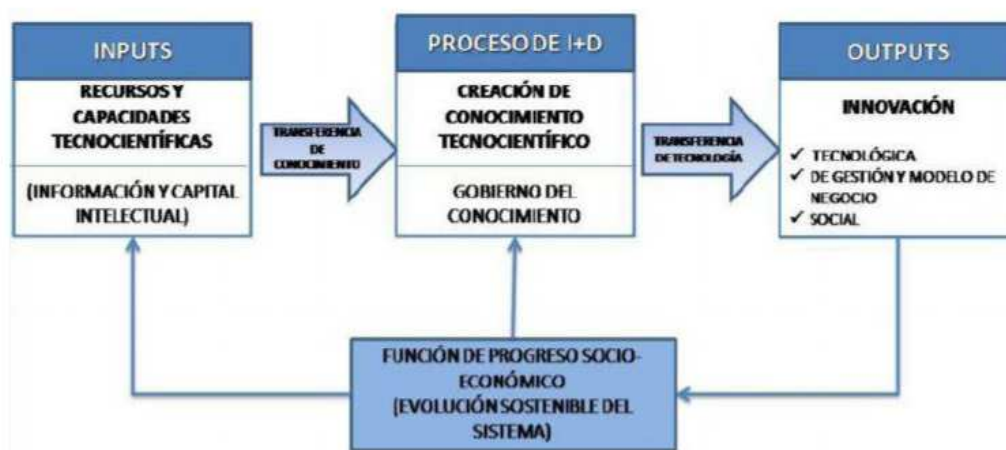 INPUTS
RECURSOS Y
CAPACIDADES
TECNOCIENTÍFICAS
(INFORMACIÓN Y CAPITAL
INTELECTUAL)
TRANSFERENCIA
DE
CONOCIMIENTO
PROCESO DE I+D
CREACIÓN DE
CONOCIMIENTO
TECNOCIENTÍFICO
GOBIERNO DEL
CONOCIMIENTO
TRANSFERENCIA
DE TECNOLOGÍA
OUTPUTS
INNOVACIÓN
✓ TECNOLÓGICA
✓ DE GESTIÓN Y MODELO DE
NEGOCIO
✓ SOCIAL
FUNCIÓN DE PROGRESO SOCIO-
ECONÓMICO
(EVOLUCIÓN SOSTENIBLE DEL
SISTEMA)